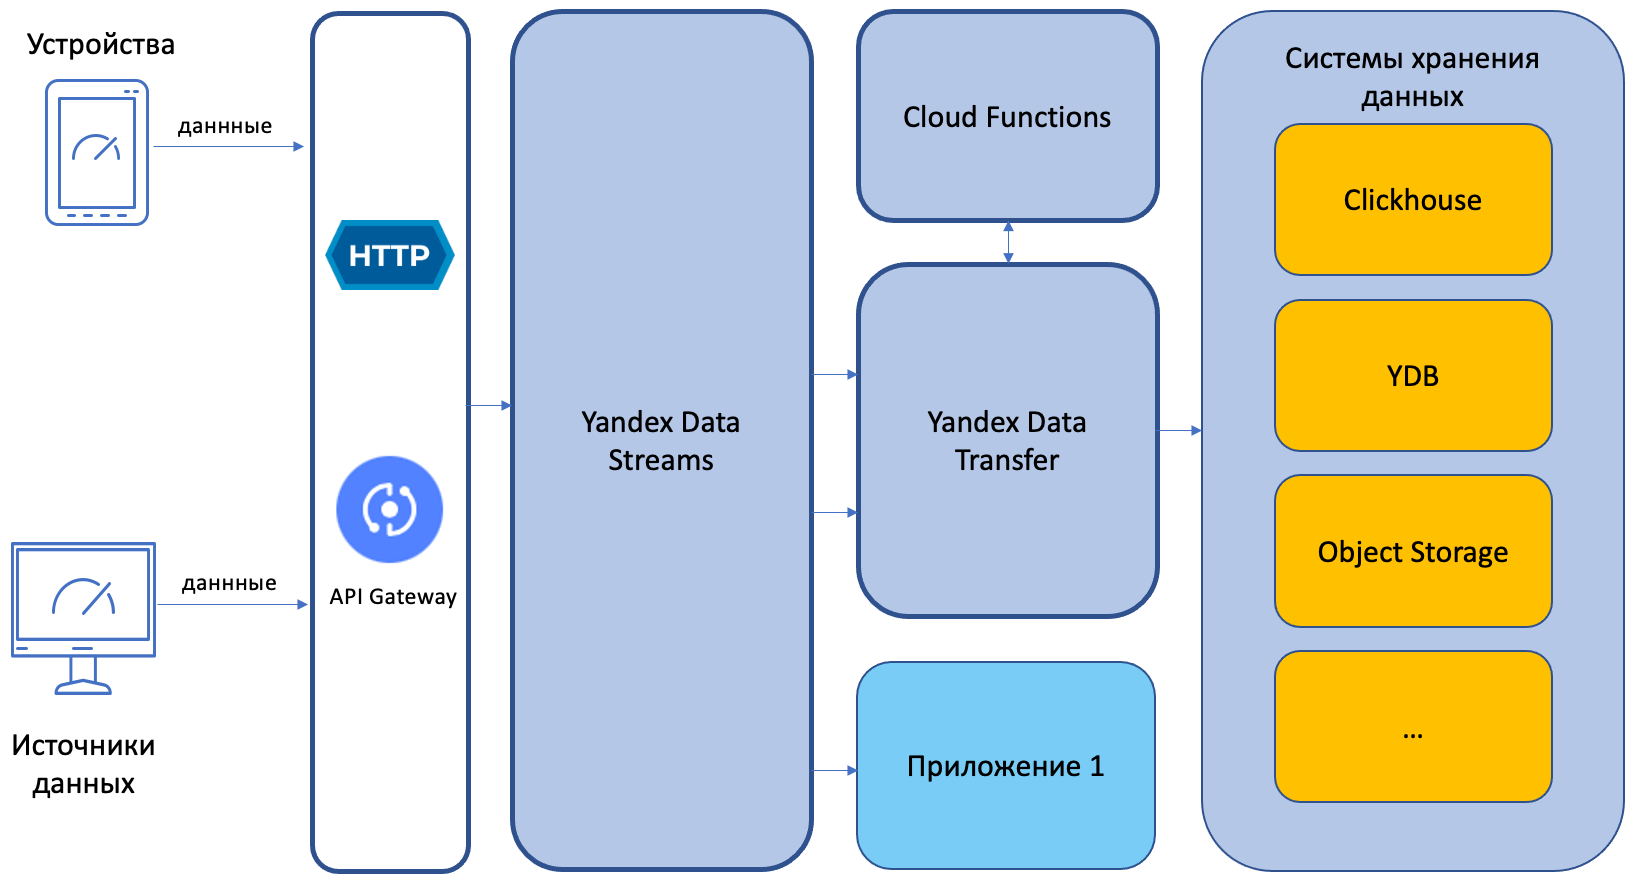 Устройства
даннные
HTTP
API Gateway
даннные
Источники
данных
Yandex Data
Streams
Cloud Functions
Yandex Data
Transfer
Приложение 1
Системы хранения
данных
Clickhouse
YDB
Object Storage
...